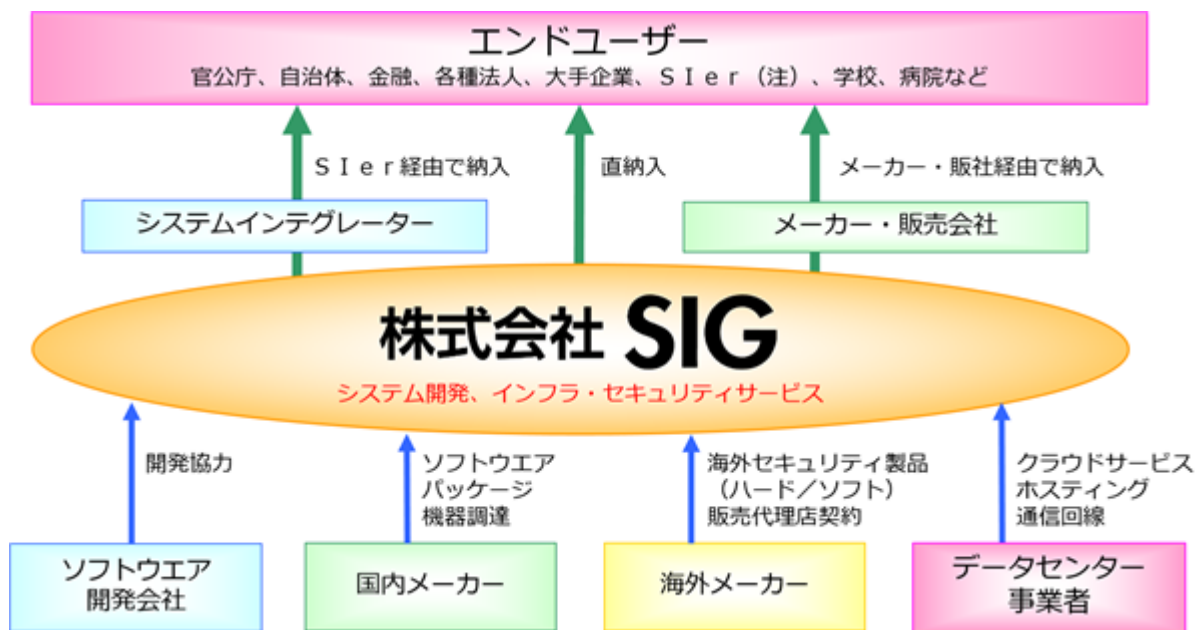 エンドユーザー
官公庁、自治体、金融、各種法人、大手企業、ＳＩｅｒ（注）、学校、病院など
ＳＩｅｒ経由で納入
直納入
メーカー・販社経由で納入
システムインテグレーター
メーカー・販売会社
株式会社 SIG
システム開発、インフラ・セキュリティサービス
開発協力
ソフトウエア
パッケージ
機器調達
海外セキュリティ製品
（ハード／ソフト）
販売代理店契約
クラウドサービス
ホスティング
通信回線
ソフトウエア
開発会社
国内メーカー
海外メーカー
データセンター
事業者